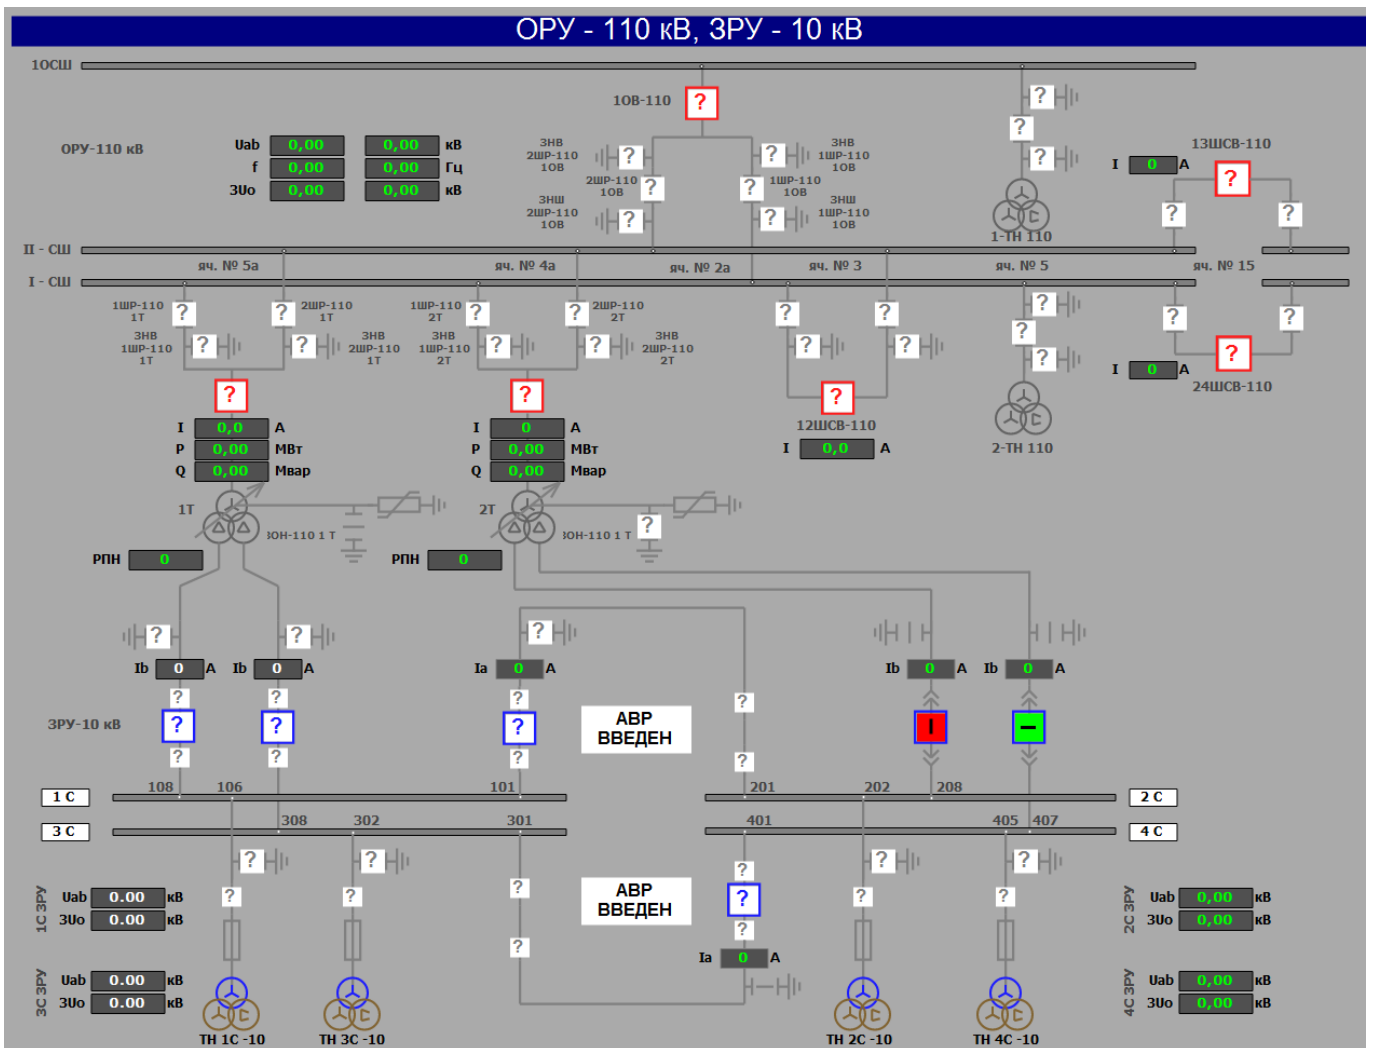 ОРУ - 110 кВ, ЗРУ - 10 кВ
1ОСШ
1ОВ-110
?
?
ОРУ-110 кВ
Uab 0,00 0,00 кВ
f 0,00 0,00 Гц
3Uo 0,00 0,00 кВ
ЗНВ
2ШР-110
1ОВ
?
?
ЗНВ
1ШР-110
1ОВ
?
?
2ШР-110
1ОВ
?
?
1ШР-110
1ОВ
ЗНШ
2ШР-110
1ОВ
?
?
ЗНШ
1ШР-110
1ОВ
1-ТН 110
13ШСВ-110
I 0 А
?
?
?
II - СШ
яч. № 5а
яч. № 4а
яч. № 2а
яч. № 3
яч. № 5
яч. № 15
I - СШ
1ШР-110
1Т
?
?
2ШР-110
1Т
1ШР-110
2Т
?
?
2ШР-110
2Т
?
?
?
?
?
ЗНВ
1ШР-110
1Т
?
?
ЗНВ
2ШР-110
1Т
ЗНВ
1ШР-110
2Т
?
?
ЗНВ
2ШР-110
2Т
?
?
?
?
?
I 0 А
24ШСВ-110
?
?
?
12ШСВ-110
I 0,0 А
2-ТН 110
I 0,0 А
P 0,00 МВт
Q 0,00 Мвар
I 0 А
P 0,00 МВт
Q 0,00 Мвар
1Т
ЗОН-110 1 Т
2Т
ЗОН-110 1 Т
?
РПН 0
РПН 0
?
?
?
Ib 0 А
Ib 0 А
Ia 0 А
Ib 0 А
Ib 0 А
?
?
?
?
ЗРУ-10 кВ
?
?
?
АВР
ВВЕДЕН
?
?
?
?
108
106
101
201
202
208
1 С
2 С
3 С
308
302
301
401
405
407
4 С
?
?
?
?
?
?
?
?
?
?
?
АВР
ВВЕДЕН
?
?
?
1С ЗРУ
Uab 0.00 кВ
3Uo 0.00 кВ
2С ЗРУ
Uab 0,00 кВ
3Uo 0,00 кВ
Ia 0 А
3С ЗРУ
Uab 0.00 кВ
3Uo 0.00 кВ
4С ЗРУ
Uab 0,00 кВ
3Uo 0,00 кВ
ТН 1С -10
ТН 3С -10
ТН 2С -10
ТН 4С -10